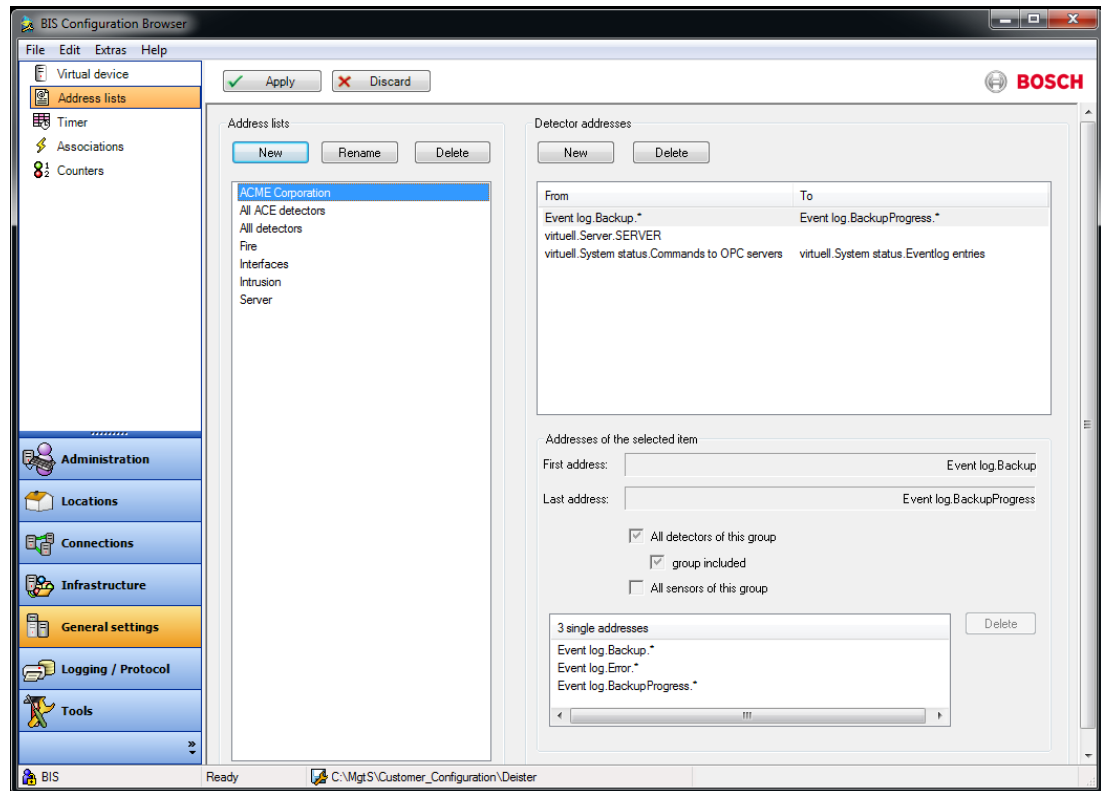 BIS Configuration Browser
File Edit Extras Help
Virtual device
Address lists
Timer
Associations
Counters
Administration
Locations
Connections
Infrastructure
General settings
Logging / Protocol
Tools
Apply Discard
BOSCH
Address lists
New Rename Delete
ACME Corporation
All ACE detectors
Alll detectors
Fire
Interfaces
Intrusion
Server
Detector addresses
New Delete
From To
Event log.Backup.* Event log.BackupProgress.*
virtuell.Server.SERVER
virtuell.System status.Commands to OPC servers virtuell.System status.Eventlog entries
Addresses of the selected item
First address: Event log.Backup
Last address: Event log.BackupProgress
All detectors of this group
group included
All sensors of this group
3 single addresses
Delete
Event log.Backup.*
Event log.Error.*
Event log.BackupProgress.*
BIS Ready C:\MgtS\Customer_Configuration\Deister